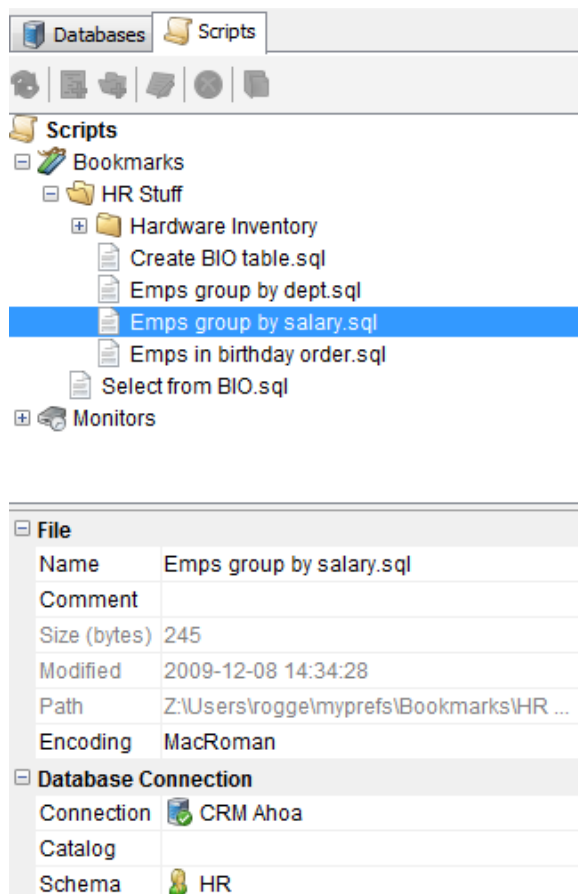 Databases Scripts
Scripts
Bookmarks
HR Stuff
Hardware Inventory
Create BIO table.sql
Emps group by dept.sql
Emps group by salary.sql
Emps in birthday order.sql
Select from BIO.sql
Monitors
File
Name Emps group by salary.sql
Comment
Size (bytes) 245
Modified 2009-12-08 14:34:28
Path Z:\Users\rogge\myprefs\Bookmarks\HR ...
Encoding MacRoman
Database Connection
Connection CRM Ahoa
Catalog
Schema HR